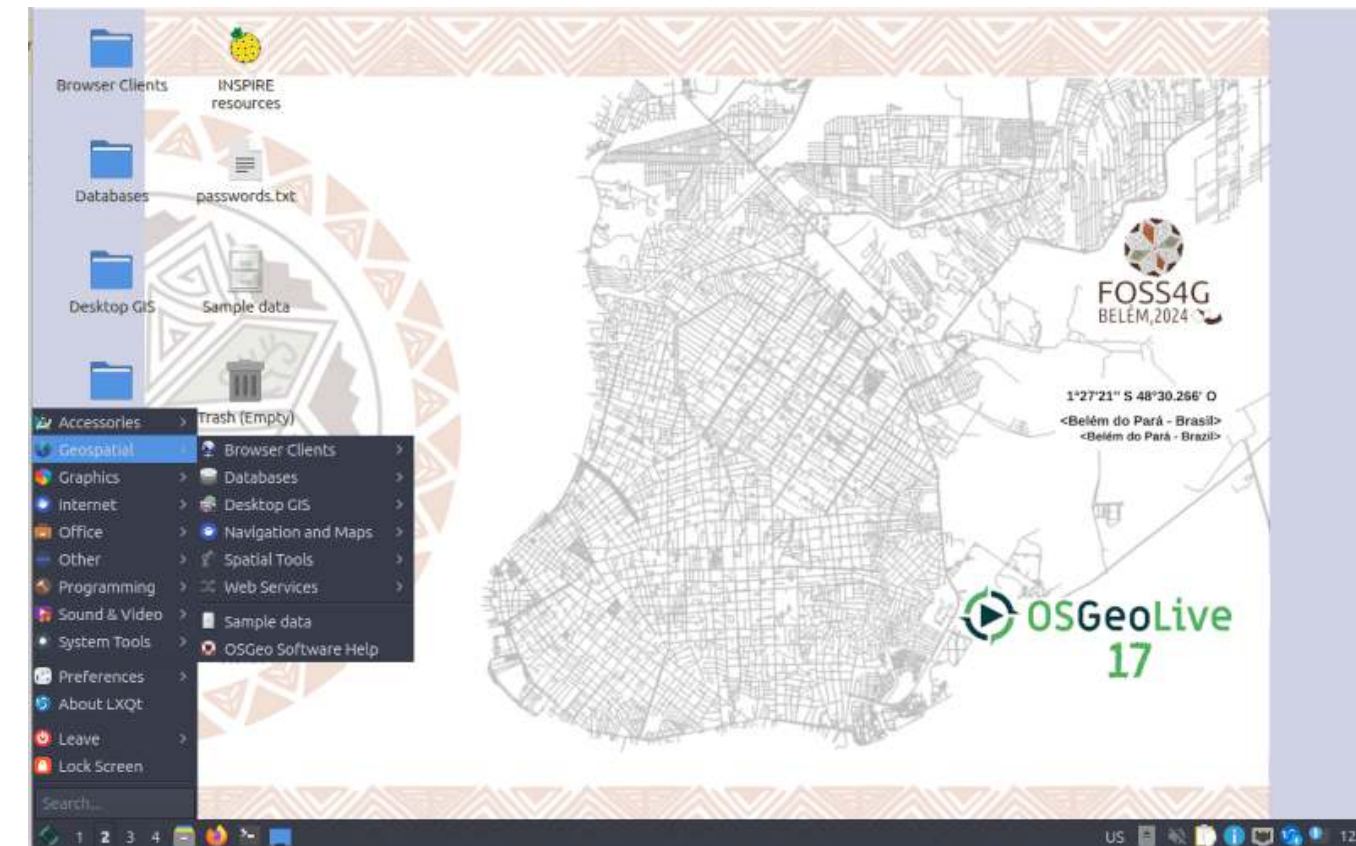 Browser Clients
INSPIRE
resources
Databases
passwords.txt
Desktop GIS
Sample data
Trash (Empty)
FOSS4G
BELÉM,2024
1°27'21" S 48°30.266' O
<Belém do Pará - Brasil>
<Belém do Pará - Brazil>
OSGeoLive
17
Accessories
Geospatial
Graphics
Internet
Office
Other
Programming
Sound & Video
System Tools
Preferences
About LXQt
Leave
Lock Screen
Search...
Browser Clients
Databases
Desktop GIS
Navigation and Maps
Spatial Tools
Web Services
Sample data
OSGeo Software Help
1 2 3 4
US
12